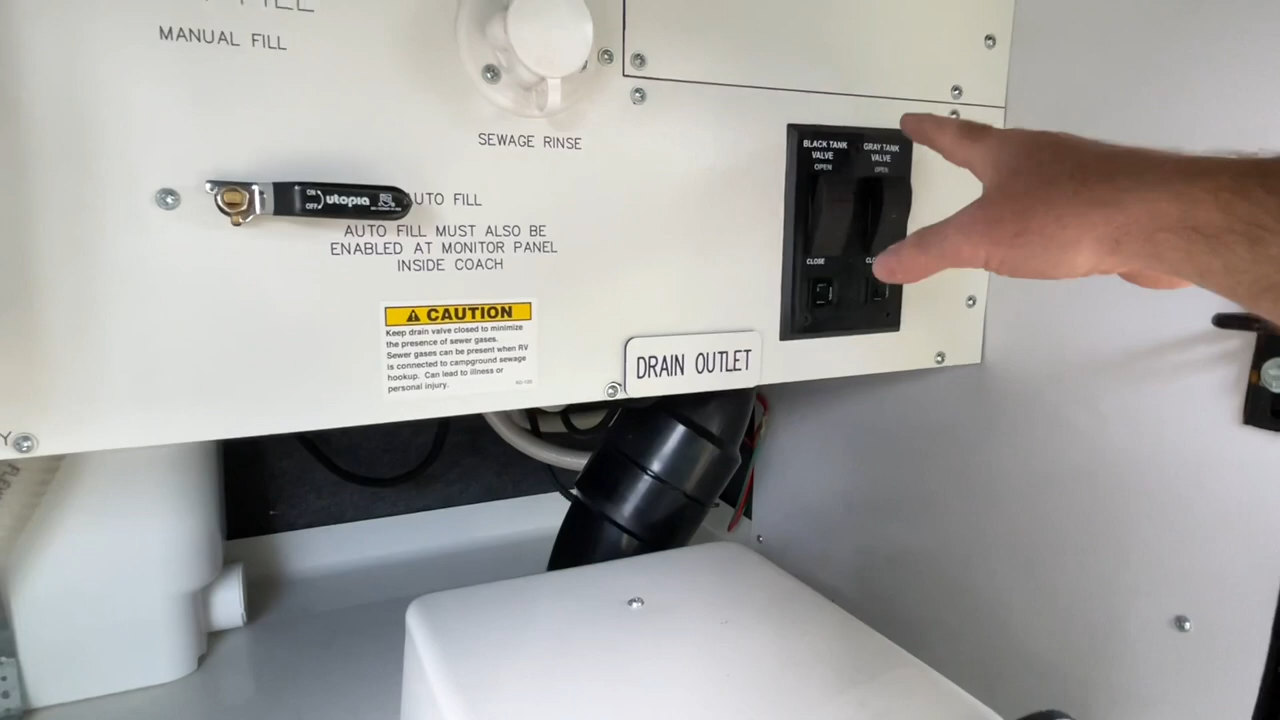 FILL
MANUAL FILL
SEWAGE RINSE
BLACK TANK
VALVE
OPEN
GRAY TANK
VALVE
OPEN
ON
OFF
utopia
AUTO FILL
AUTO FILL MUST ALSO BE
ENABLED AT MONITOR PANEL
INSIDE COACH
CLOSE
CLO
CAUTION
Keep drain valve closed to minimize
the presence of sewer gases.
Sewer gases can be present when RV
is connected to campground sewage
hookup. Can lead to illness or
personal injury.
DRAIN OUTLET
Y
FLEX